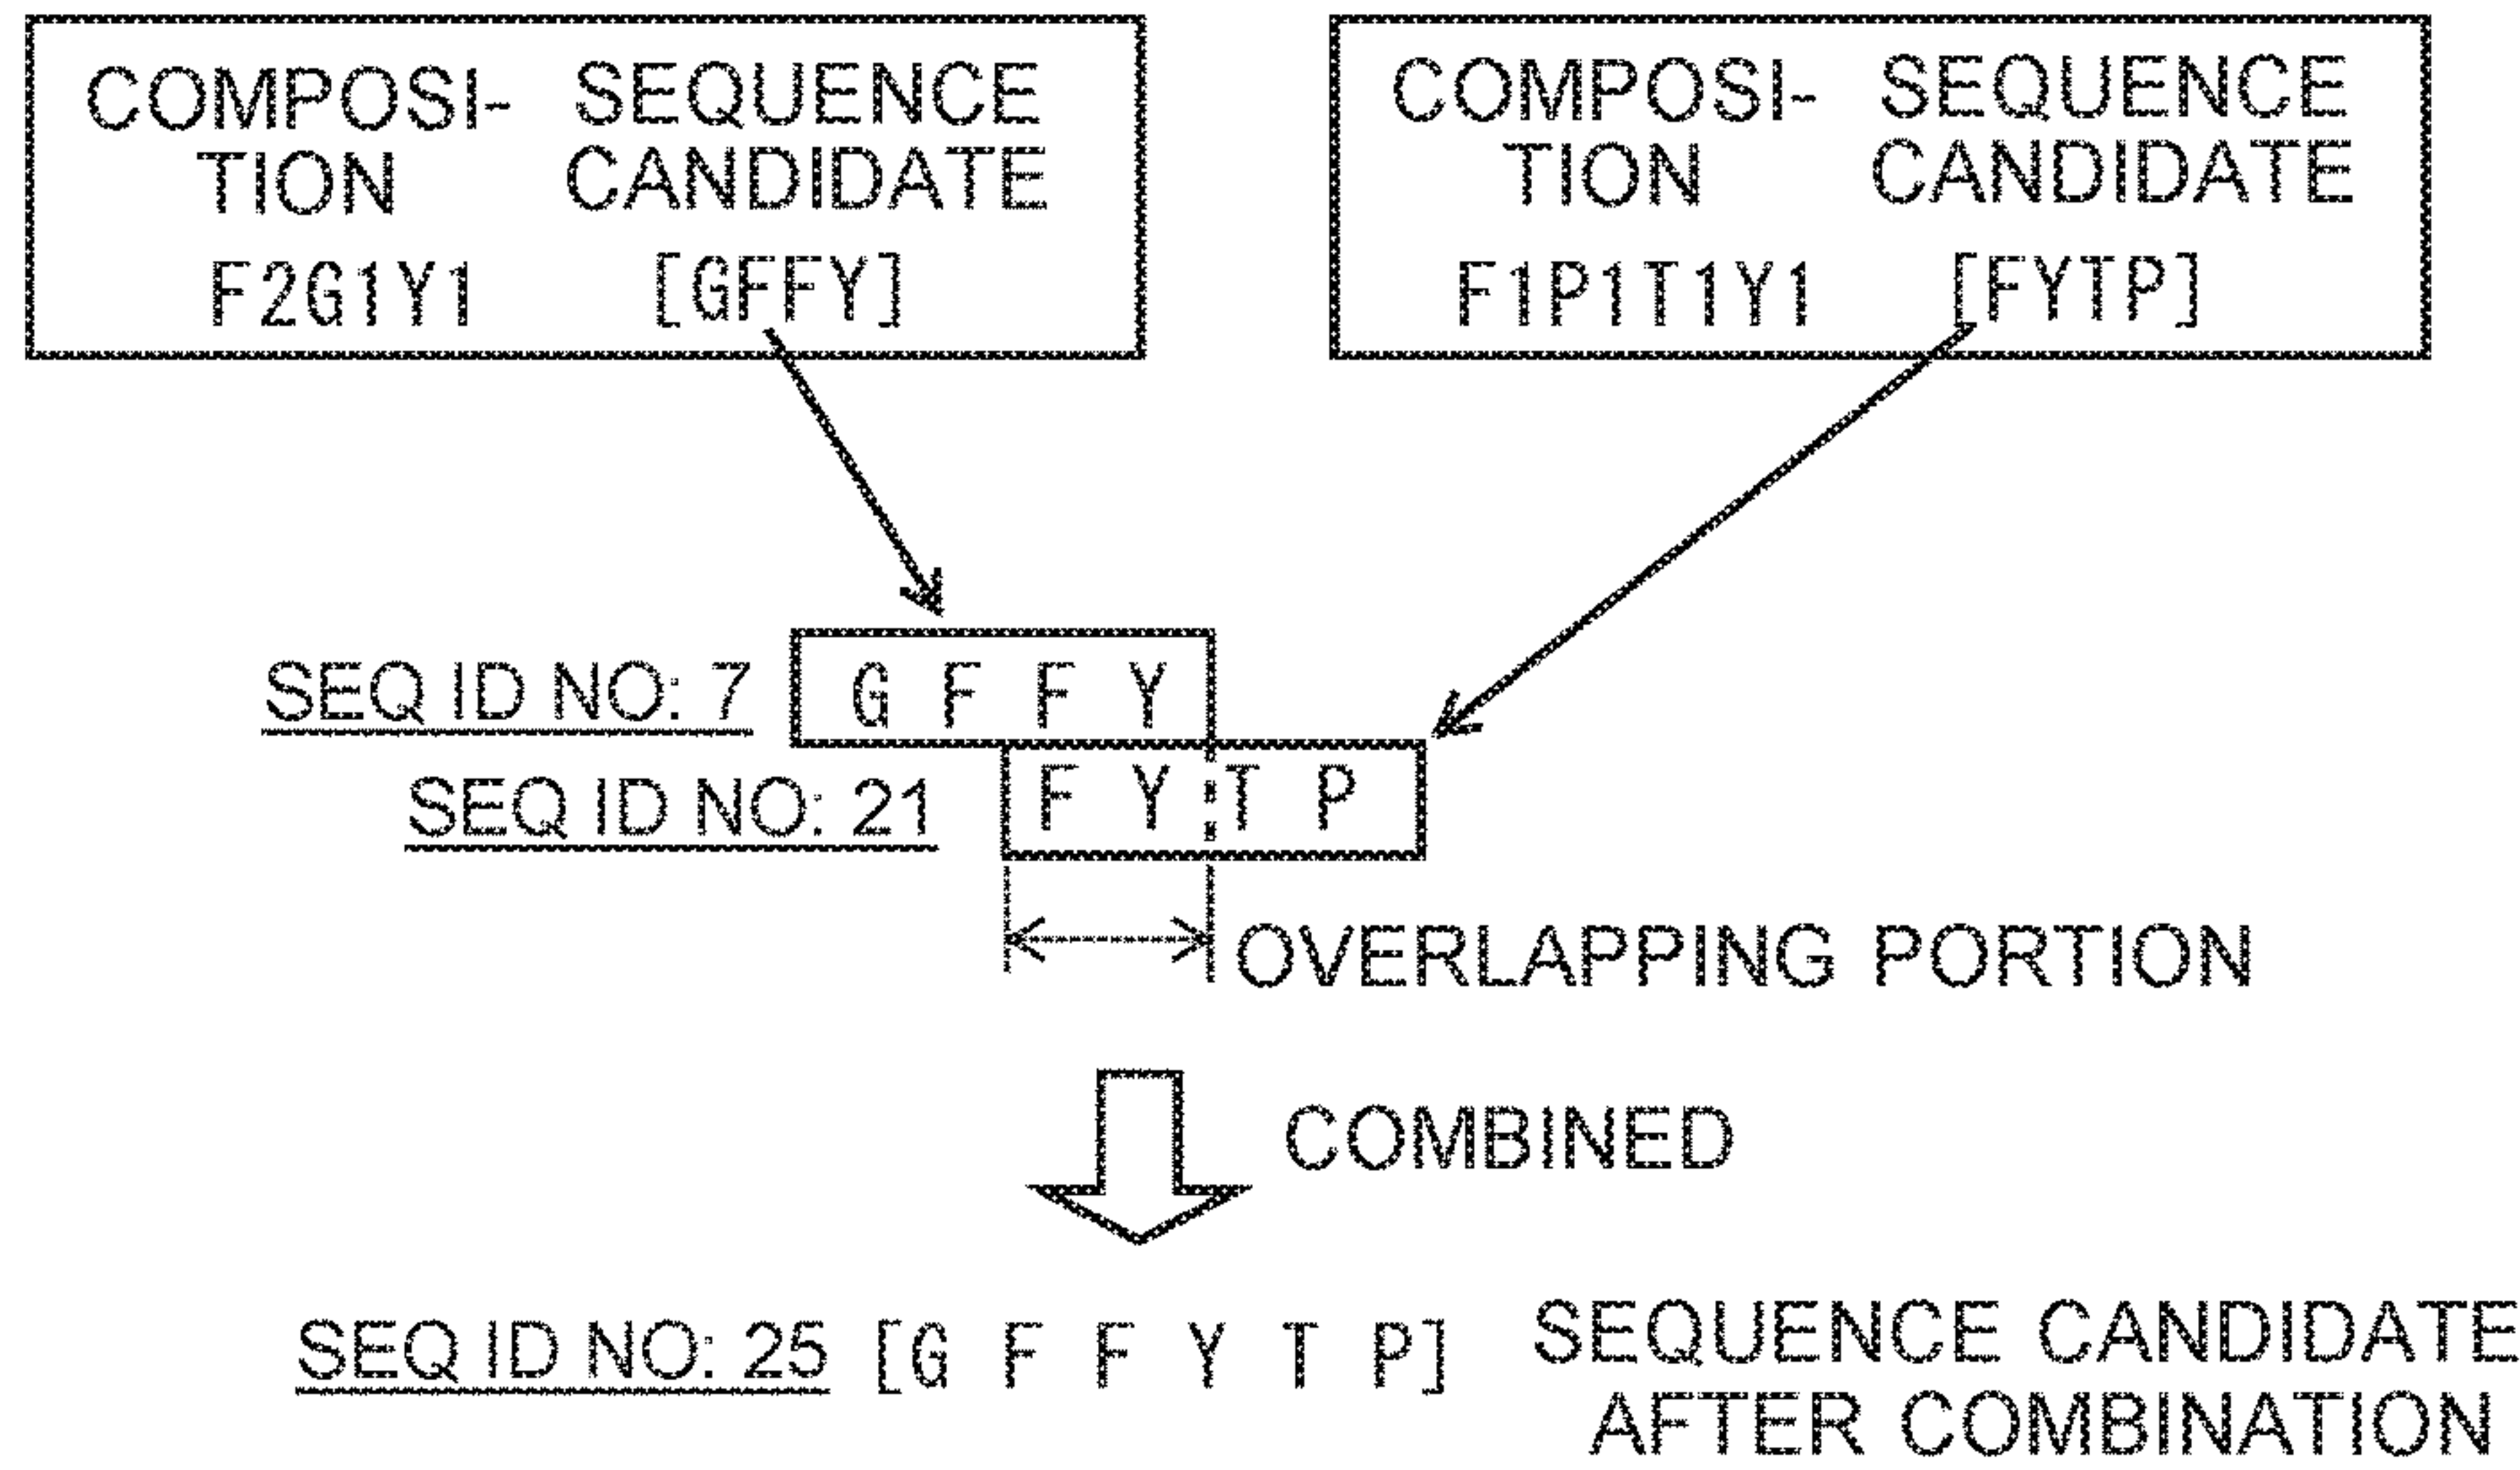 COMPOSI- SEQUENCE
TION CANDIDATE
F2G1Y1 [GFFY]
COMPOSI- SEQUENCE
TION CANDIDATE
F1P1T1Y1 [FYTP]
SEQ ID NO: 7 G F F Y
SEQ ID NO: 21 F Y T P
OVERLAPPING PORTION
COMBINED
SEQ ID NO: 25 [G F F Y T P] SEQUENCE CANDIDATE
AFTER COMBINATION